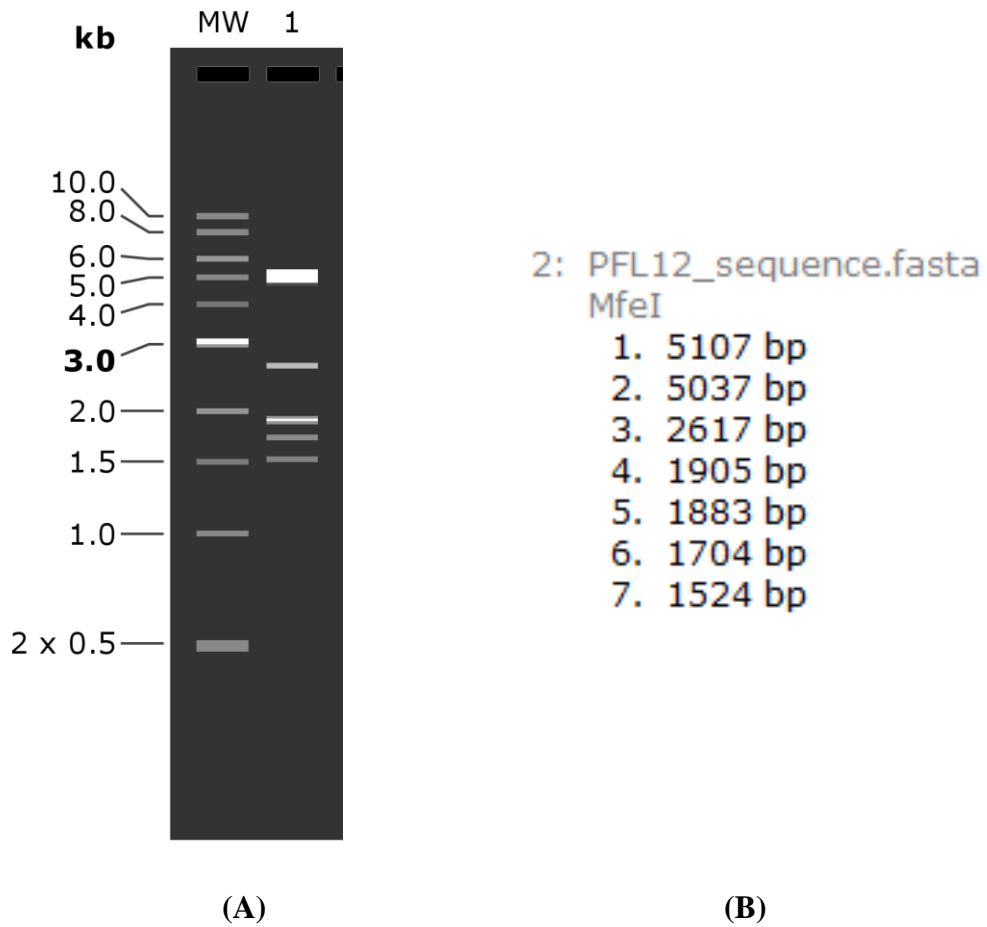 MW 1
kb
10.0
8.0
6.0
5.0
4.0
3.0
2.0
1.5
1.0
2 x 0.5
2: PFL12_sequence.fasta
MfeI
1. 5107 bp
2. 5037 bp
3. 2617 bp
4. 1905 bp
5. 1883 bp
6. 1704 bp
7. 1524 bp
(A)
(B)